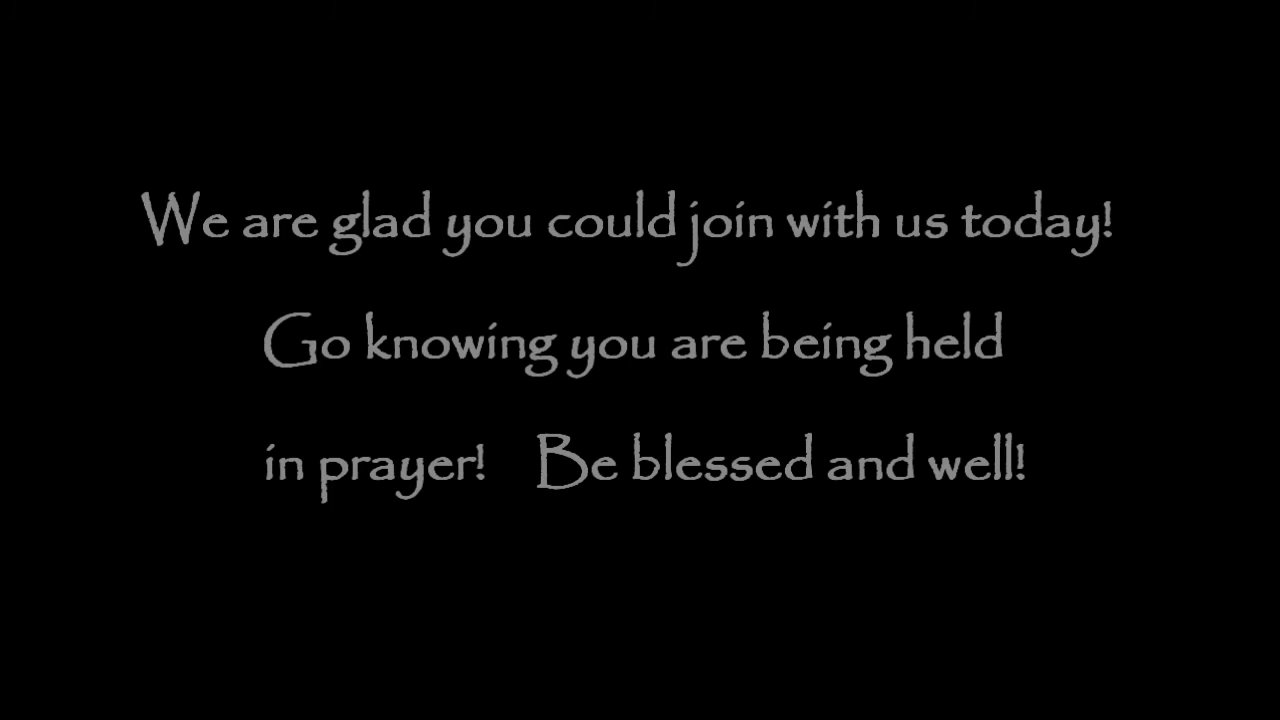 We are glad you could join with us today!
Go knowing you are being held
in prayer! Be blessed and well!